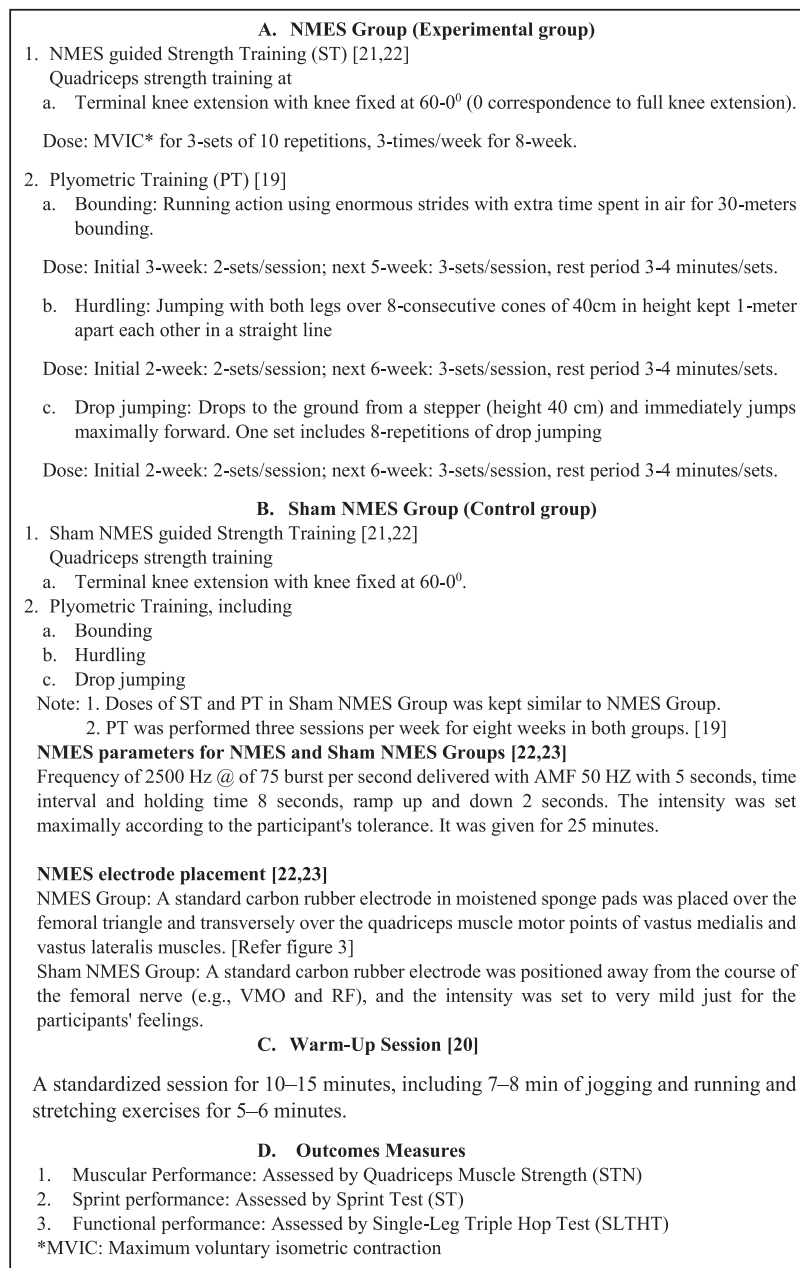 A. NMES Group (Experimental group)
1. NMES guided Strength Training (ST) [21,22]
Quadriceps strength training at
a. Terminal knee extension with knee fixed at 60-0⁰ (0 correspondence to full knee extension).
Dose: MVIC* for 3-sets of 10 repetitions, 3-times/week for 8-week.
2. Plyometric Training (PT) [19]
a. Bounding: Running action using enormous strides with extra time spent in air for 30-meters
bounding.
Dose: Initial 3-week: 2-sets/session; next 5-week: 3-sets/session, rest period 3-4 minutes/sets.
b. Hurdling: Jumping with both legs over 8-consecutive cones of 40cm in height kept 1-meter
apart each other in a straight line
Dose: Initial 2-week: 2-sets/session; next 6-week: 3-sets/session, rest period 3-4 minutes/sets.
c. Drop jumping: Drops to the ground from a stepper (height 40 cm) and immediately jumps
maximally forward. One set includes 8-repetitions of drop jumping
Dose: Initial 2-week: 2-sets/session; next 6-week: 3-sets/session, rest period 3-4 minutes/sets.
B. Sham NMES Group (Control group)
1. Sham NMES guided Strength Training [21,22]
Quadriceps strength training
a. Terminal knee extension with knee fixed at 60-0⁰.
2. Plyometric Training, including
a. Bounding
b. Hurdling
c. Drop jumping
Note: 1. Doses of ST and PT in Sham NMES Group was kept similar to NMES Group.
2. PT was performed three sessions per week for eight weeks in both groups. [19]
NMES parameters for NMES and Sham NMES Groups [22,23]
Frequency of 2500 Hz @ of 75 burst per second delivered with AMF 50 HZ with 5 seconds, time
interval and holding time 8 seconds, ramp up and down 2 seconds. The intensity was set
maximally according to the participant's tolerance. It was given for 25 minutes.
NMES electrode placement [22,23]
NMES Group: A standard carbon rubber electrode in moistened sponge pads was placed over the
femoral triangle and transversely over the quadriceps muscle motor points of vastus medialis and
vastus lateralis muscles. [Refer figure 3]
Sham NMES Group: A standard carbon rubber electrode was positioned away from the course of
the femoral nerve (e.g., VMO and RF), and the intensity was set to very mild just for the
participants' feelings.
C. Warm-Up Session [20]
A standardized session for 10–15 minutes, including 7–8 min of jogging and running and
stretching exercises for 5–6 minutes.
D. Outcomes Measures
1. Muscular Performance: Assessed by Quadriceps Muscle Strength (STN)
2. Sprint performance: Assessed by Sprint Test (ST)
3. Functional performance: Assessed by Single-Leg Triple Hop Test (SLTHT)
*MVIC: Maximum voluntary isometric contraction